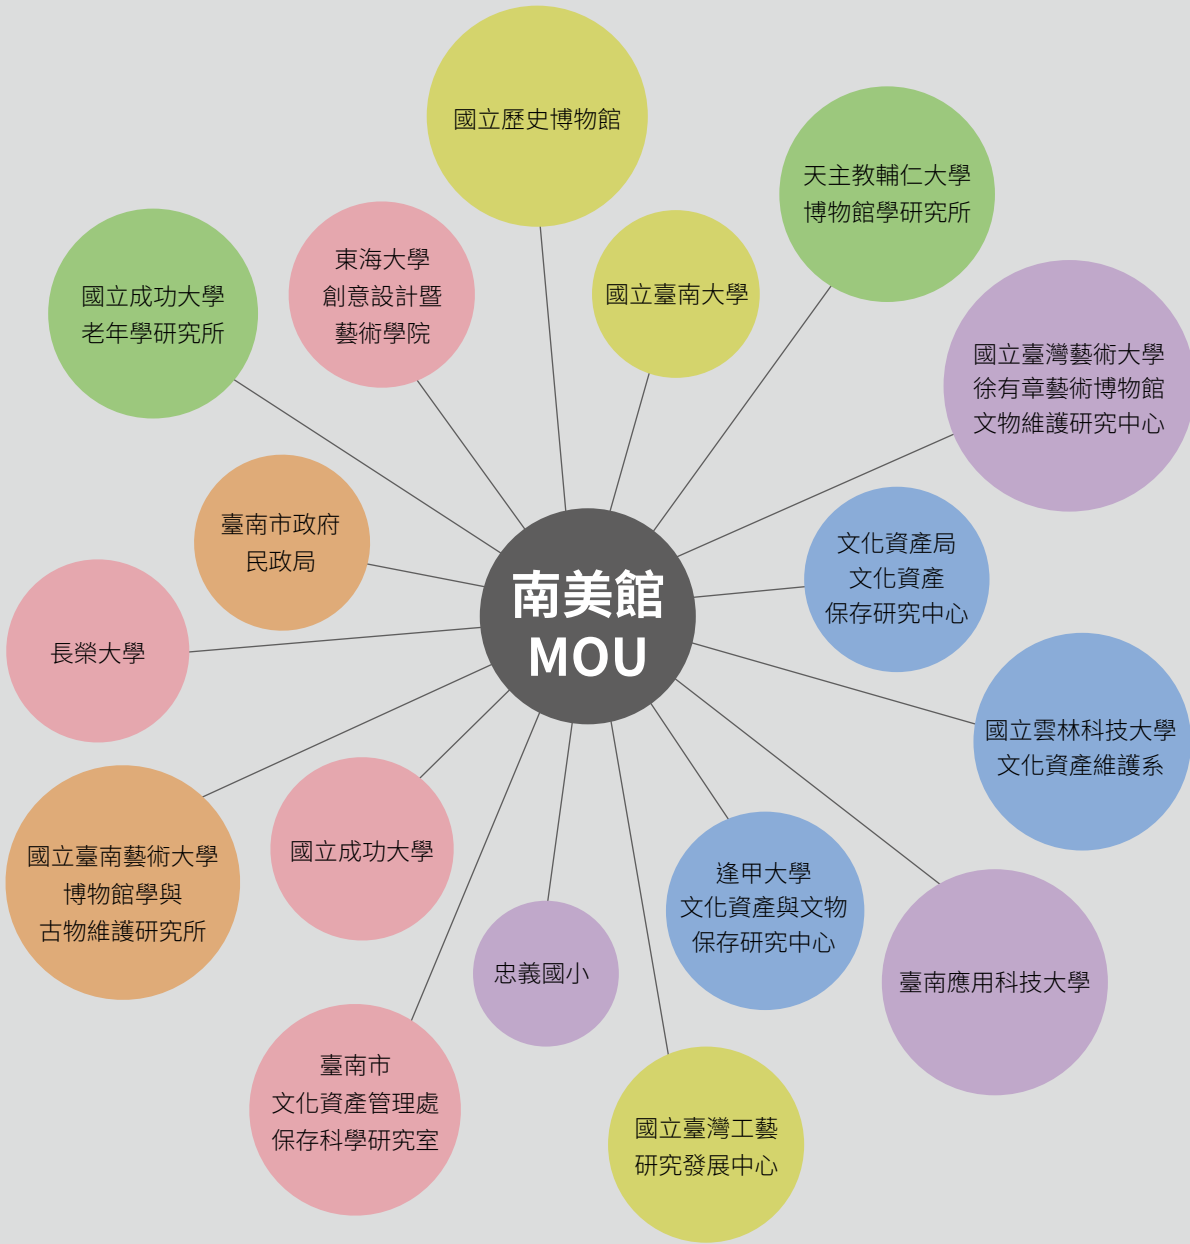 國立歷史博物館
天主教輔仁大學
博物館學研究所
東海大學
創意設計暨
藝術學院
國立臺南大學
國立成功大學
老年學研究所
國立臺灣藝術大學
徐有章藝術博物館
文物維護研究中心
臺南市政府
民政局
文化資產局
文化資產
保存研究中心
南美館
MOU
長榮大學
國立雲林科技大學
文化資產維護系
國立臺南藝術大學
博物館學與
古物維護研究所
國立成功大學
逢甲大學
文化資產與文物
保存研究中心
忠義國小
臺南應用科技大學
臺南市
文化資產管理處
保存科學研究室
國立臺灣工藝
研究發展中心